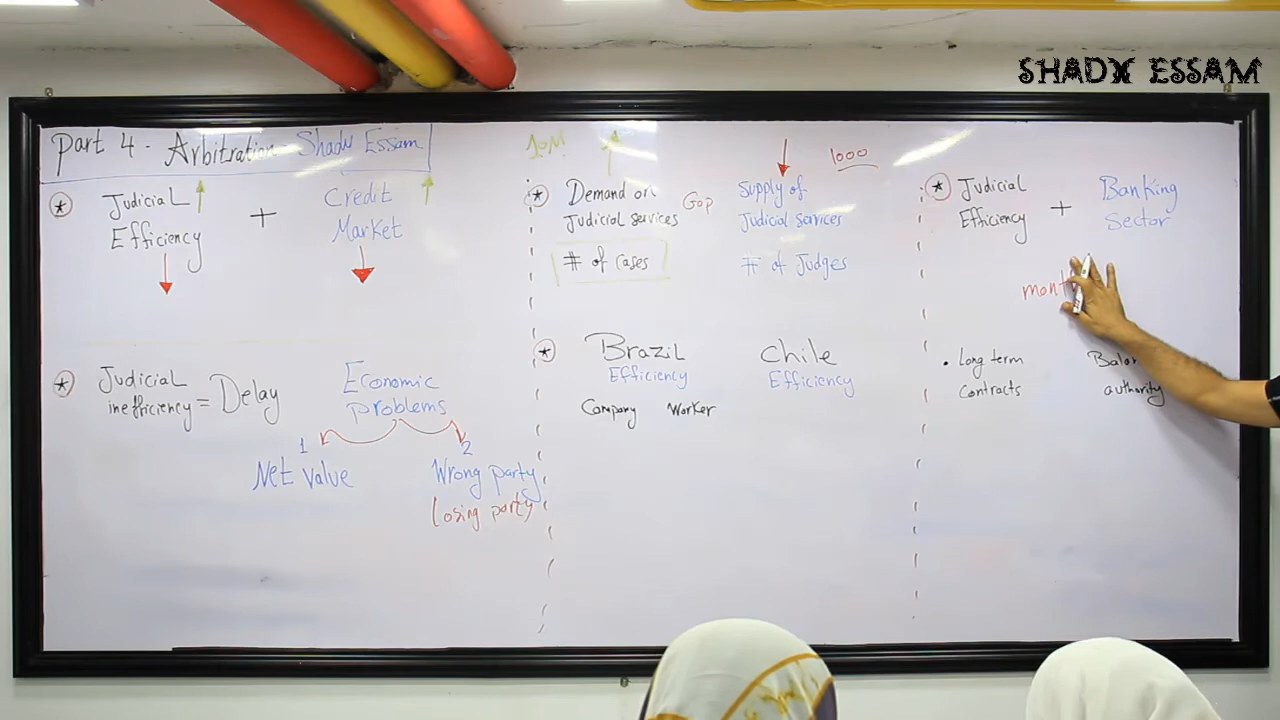 SHADY ESSAM
Part 4 - Arbitration - Shady Essam
Judicial
Efficiency
+
Credit
Market
Judicial
inefficiency = Delay
Economic
problems
1
Net value
2
Wrong party
Losing party
10M
Demand on
Judicial services
# of cases
Gap
1000
Supply of
Judicial services
# of Judges
Brazil
Efficiency
Company Worker
Chile
Efficiency
Judicial
Efficiency
+
Banking
Sector
• Long term
contracts
authority